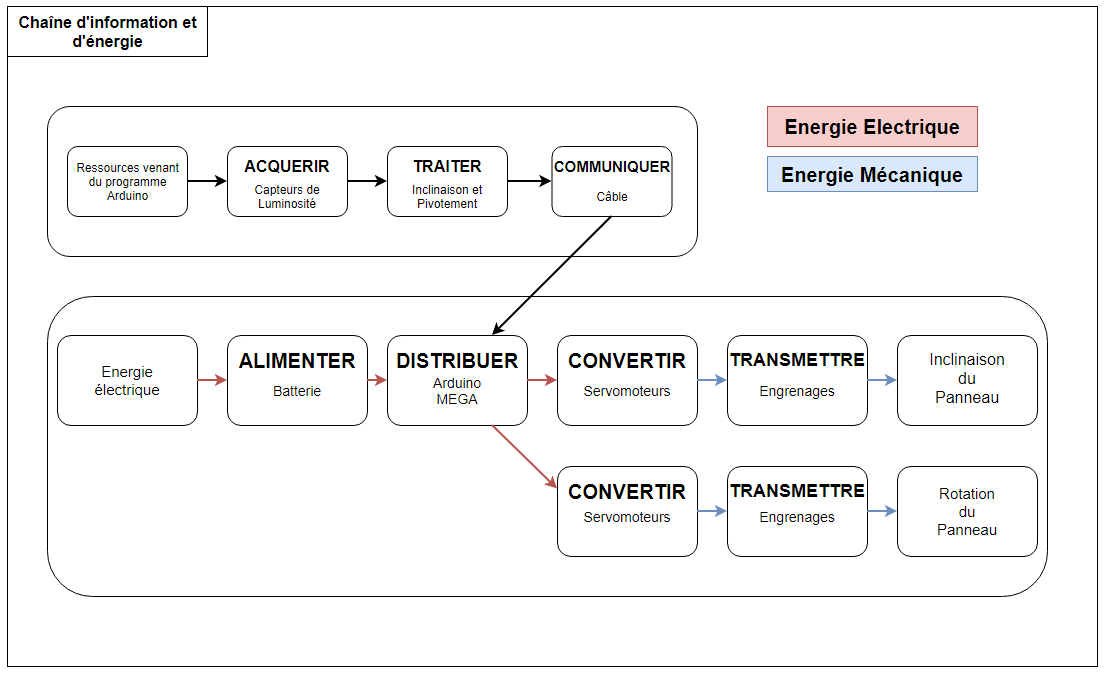 Chaîne d'information et
d'énergie
Ressources venant
du programme
Arduino
ACQUERIR
Capteurs de
Luminosité
TRAITER
Inclinaison et
Pivotement
COMMUNIQUER
Câble
Energie Electrique
Energie Mécanique
Energie
électrique
ALIMENTER
Batterie
DISTRIBUER
Arduino
MEGA
CONVERTIR
Servomoteurs
TRANSMETTRE
Engrenages
Inclinaison
du
Panneau
CONVERTIR
Servomoteurs
TRANSMETTRE
Engrenages
Rotation
du
Panneau